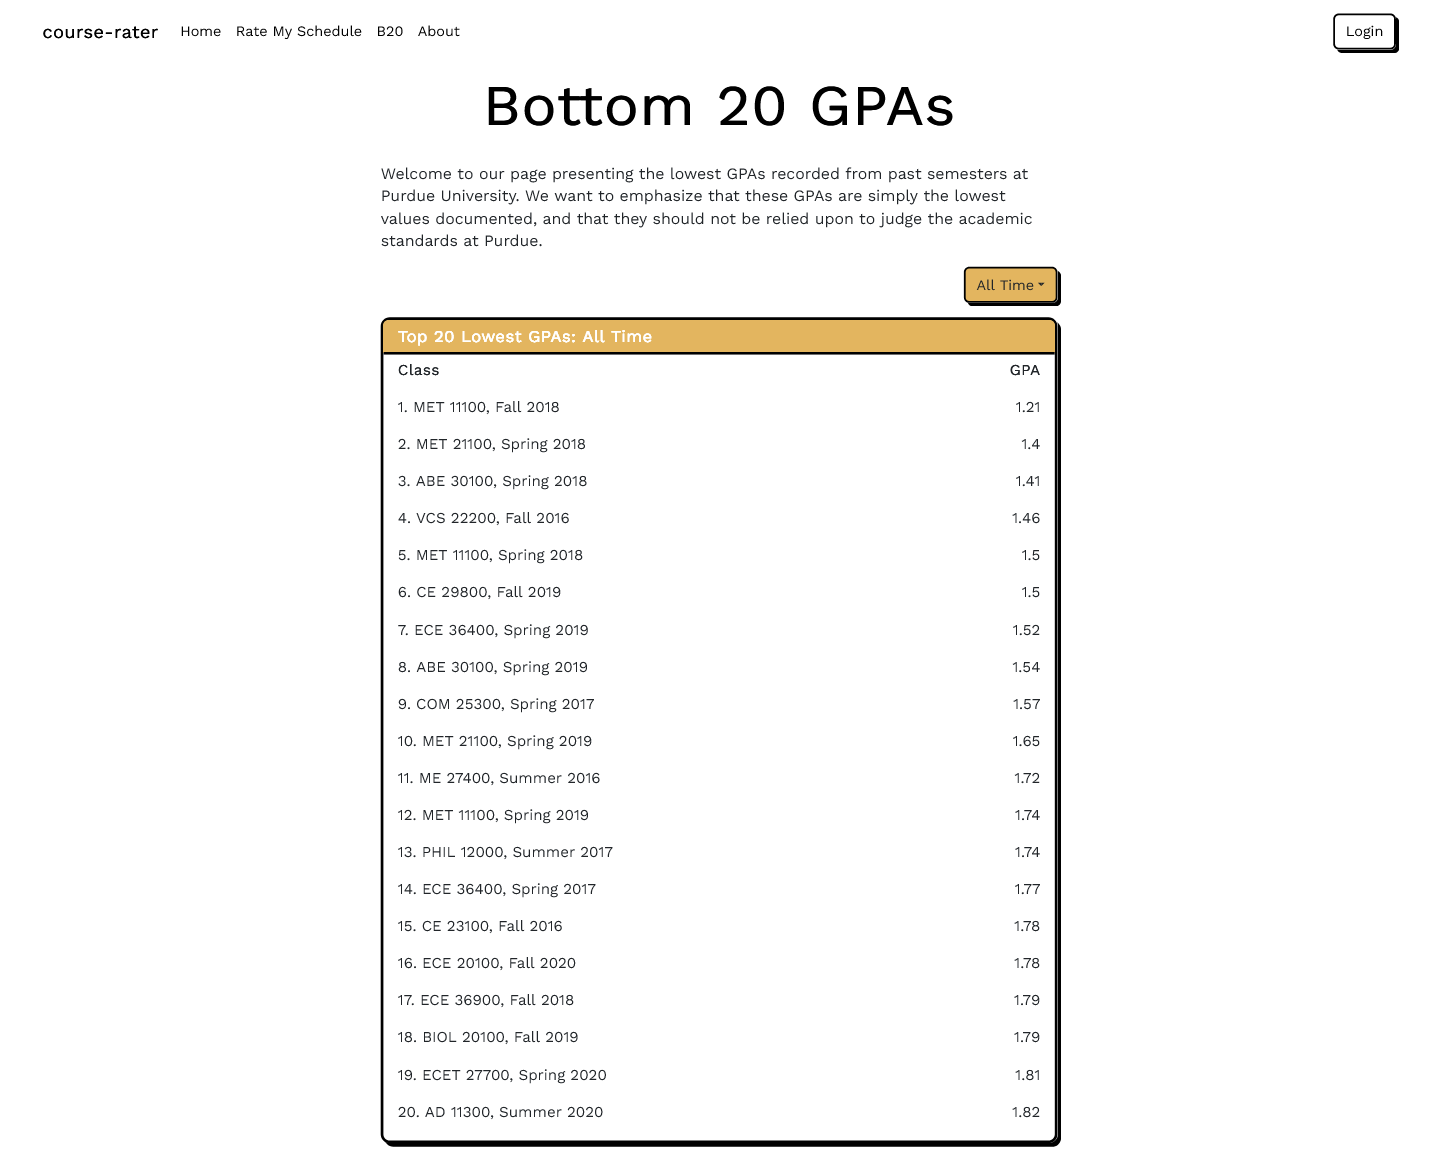 course-rater Home Rate My Schedule B20 About Login
Bottom 20 GPAs
Welcome to our page presenting the lowest GPAs recorded from past semesters at
Purdue University. We want to emphasize that these GPAs are simply the lowest
values documented, and that they should not be relied upon to judge the academic
standards at Purdue.
All Time
Top 20 Lowest GPAs: All Time
Class GPA
1. MET 11100, Fall 2018 1.21
2. MET 21100, Spring 2018 1.4
3. ABE 30100, Spring 2018 1.41
4. VCS 22200, Fall 2016 1.46
5. MET 11100, Spring 2018 1.5
6. CE 29800, Fall 2019 1.5
7. ECE 36400, Spring 2019 1.52
8. ABE 30100, Spring 2019 1.54
9. COM 25300, Spring 2017 1.57
10. MET 21100, Spring 2019 1.65
11. ME 27400, Summer 2016 1.72
12. MET 11100, Spring 2019 1.74
13. PHIL 12000, Summer 2017 1.74
14. ECE 36400, Spring 2017 1.77
15. CE 23100, Fall 2016 1.78
16. ECE 20100, Fall 2020 1.78
17. ECE 36900, Fall 2018 1.79
18. BIOL 20100, Fall 2019 1.79
19. ECET 27700, Spring 2020 1.81
20. AD 11300, Summer 2020 1.82